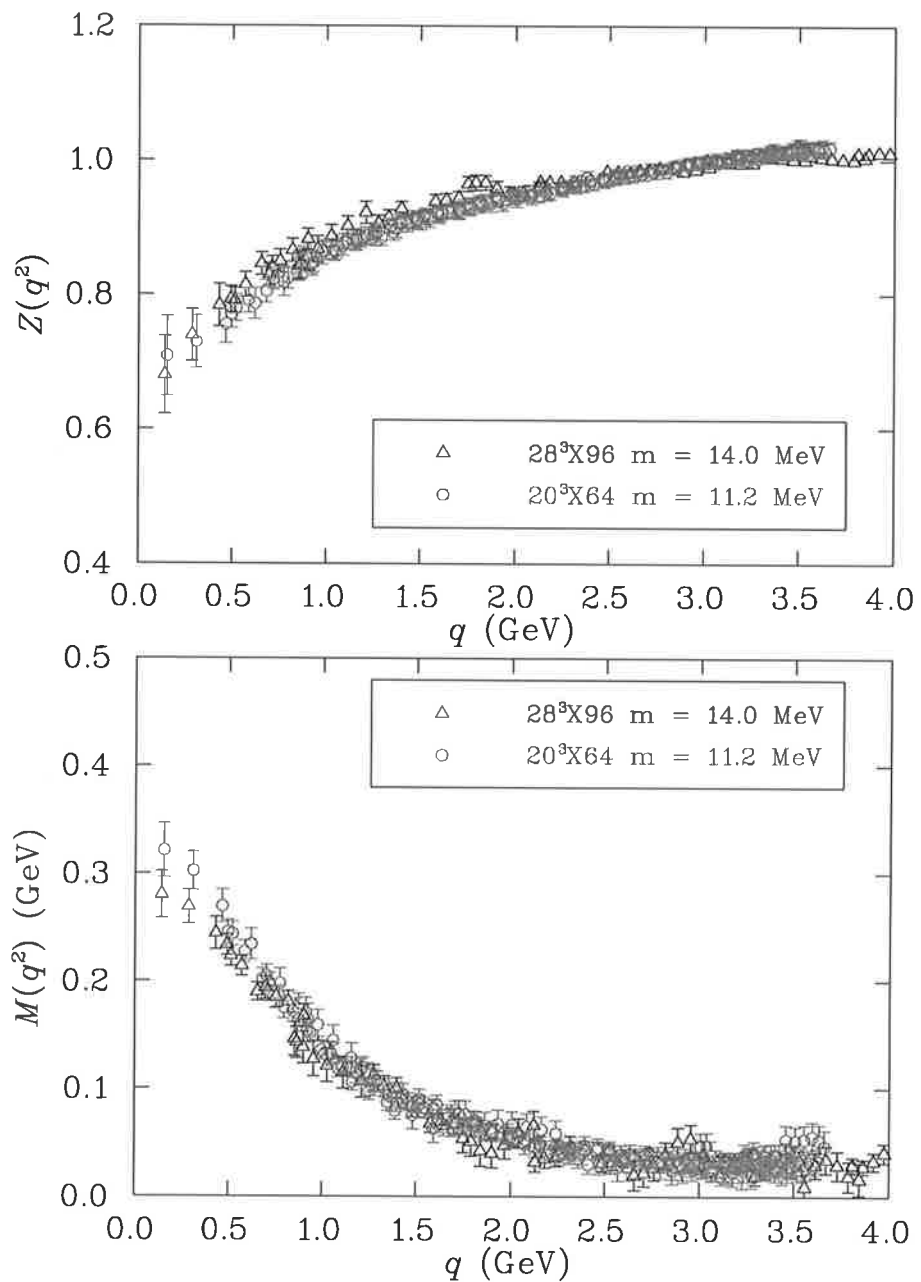 1.2
1.0
0.8
0.6
0.4
Z(q²)
△ 28³X96 m = 14.0 MeV
○ 20³X64 m = 11.2 MeV
0.0 0.5 1.0 1.5 2.0 2.5 3.0 3.5 4.0
q (GeV)
0.5
0.4
0.3
0.2
0.1
0.0
M(q²) (GeV)
△ 28³X96 m = 14.0 MeV
○ 20³X64 m = 11.2 MeV
0.0 0.5 1.0 1.5 2.0 2.5 3.0 3.5 4.0
q (GeV)